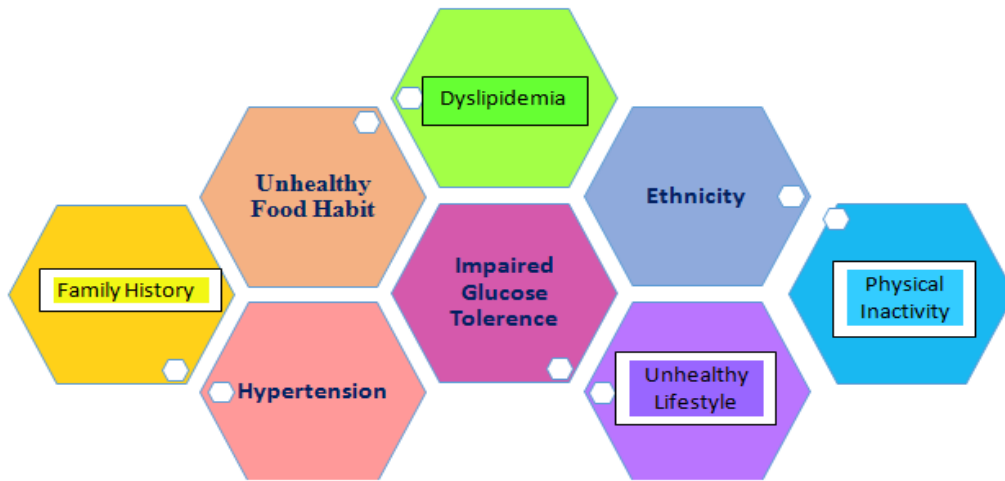 Dyslipidemia
Unhealthy
Food Habit
Ethnicity
Family History
Impaired
Glucose
Tolerence
Physical
Inactivity
Hypertension
Unhealthy
Lifestyle